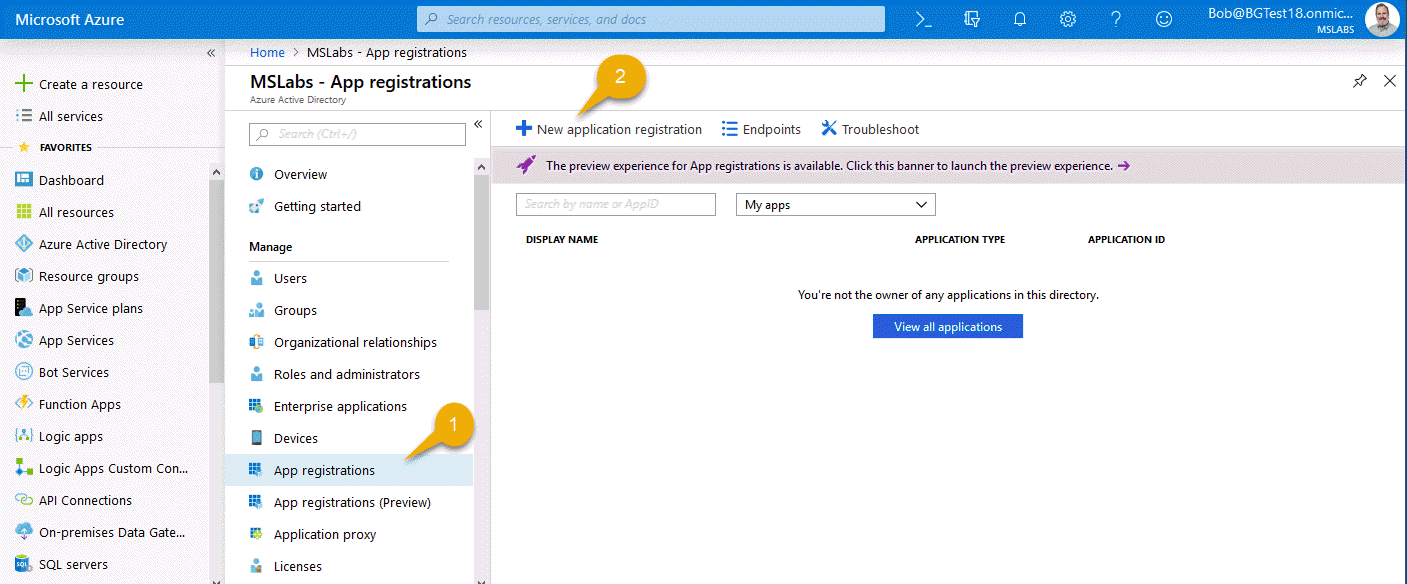 Microsoft Azure
Search resources, services, and docs
Bob@BGTest18.onmic...
MSLABS
Create a resource
All services
FAVORITES
Dashboard
All resources
Azure Active Directory
Resource groups
App Service plans
App Services
Bot Services
Function Apps
Logic apps
Logic Apps Custom Con...
API Connections
On-premises Data Gate...
SQL servers
Home > MSLabs - App registrations
MSLabs - App registrations
Azure Active Directory
Search (Ctrl+/)
Overview
Getting started
Manage
Users
Groups
Organizational relationships
Roles and administrators
Enterprise applications
Devices
App registrations
1
App registrations (Preview)
Application proxy
Licenses
2
New application registration Endpoints Troubleshoot
The preview experience for App registrations is available. Click this banner to launch the preview experience.
Search by name or AppID My apps
DISPLAY NAME APPLICATION TYPE APPLICATION ID
You're not the owner of any applications in this directory.
View all applications